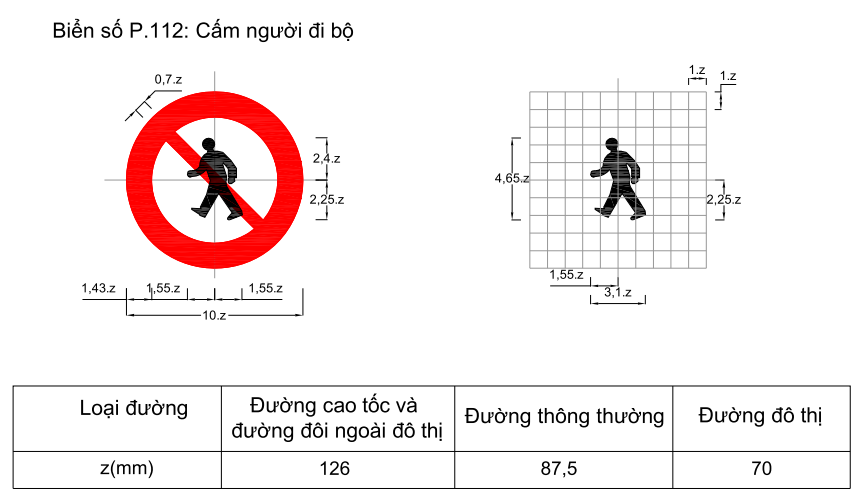 Biển số P.112: Cấm người đi bộ
0,7.z
2,4.z
2,25.z
1,43.z
1,55.z
1,55.z
10.z
1.z
1.z
4,65.z
2,25.z
1,55.z
3,1.z
Loại đường
Đường cao tốc và
đường đôi ngoài đô thị
Đường thông thường
Đường đô thị
z(mm)
126
87,5
70